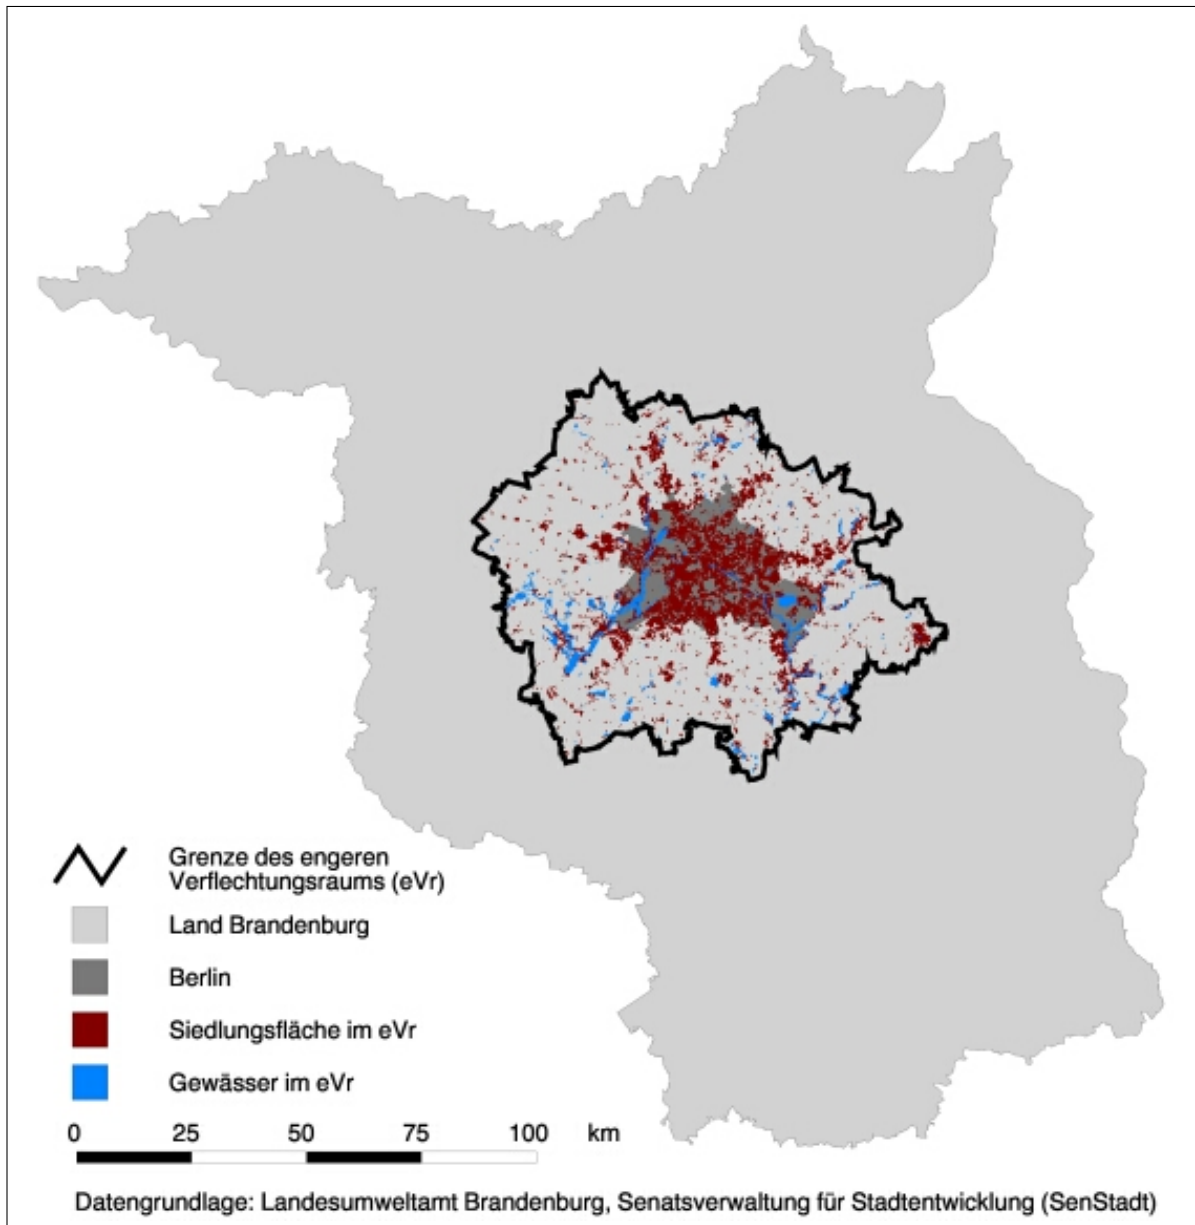 Grenze des engeren
Verflechtungsraums (eVr)
Land Brandenburg
Berlin
Siedlungsfläche im eVr
Gewässer im eVr
0 25 50 75 100 km
Datengrundlage: Landesumweltamt Brandenburg, Senatsverwaltung für Stadtentwicklung (SenStadt)